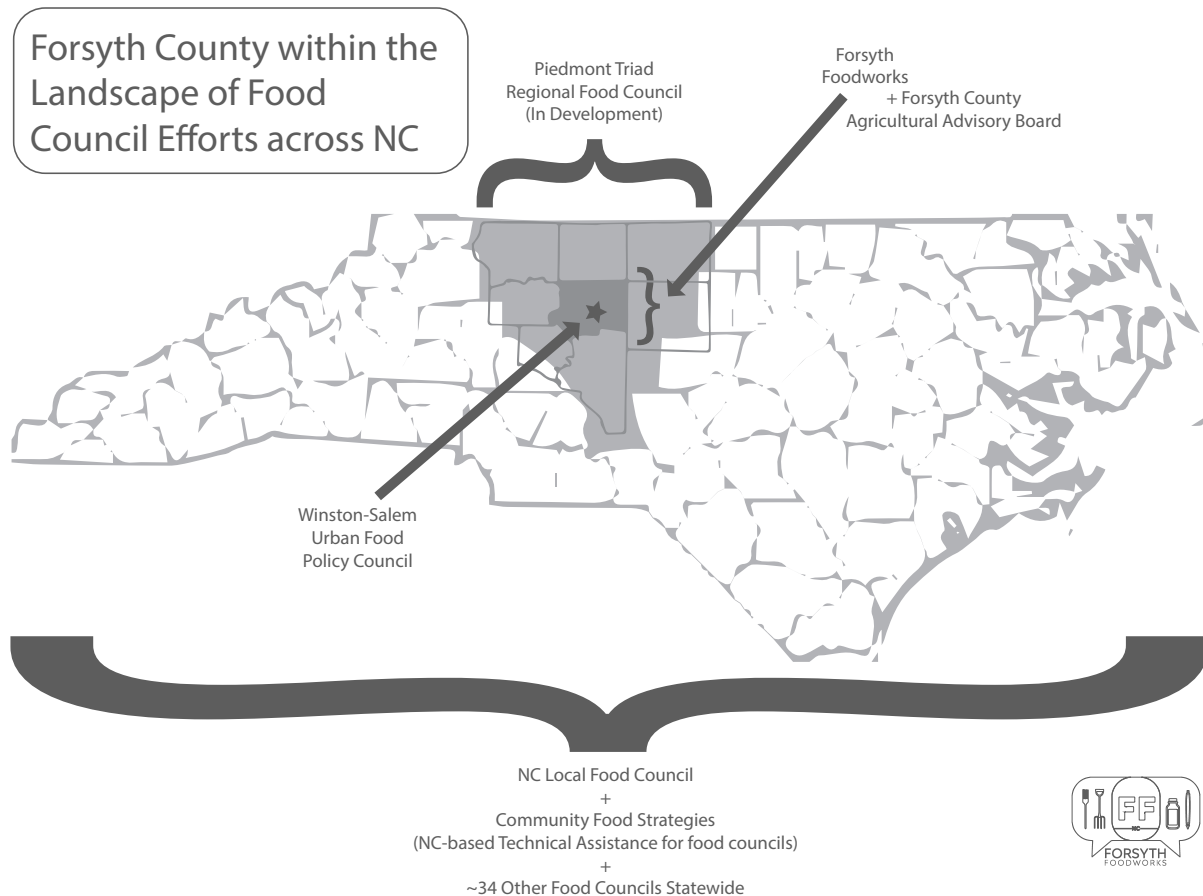 Forsyth County within the
Landscape of Food
Council Efforts across NC
Piedmont Triad
Regional Food Council
(In Development)
Forsyth
Foodworks
+ Forsyth County
Agricultural Advisory Board
Winston-Salem
Urban Food
Policy Council
NC Local Food Council
+
Community Food Strategies
(NC-based Technical Assistance for food councils)
+
~34 Other Food Councils Statewide
FF
NC
FORSYTH
FOODWORKS